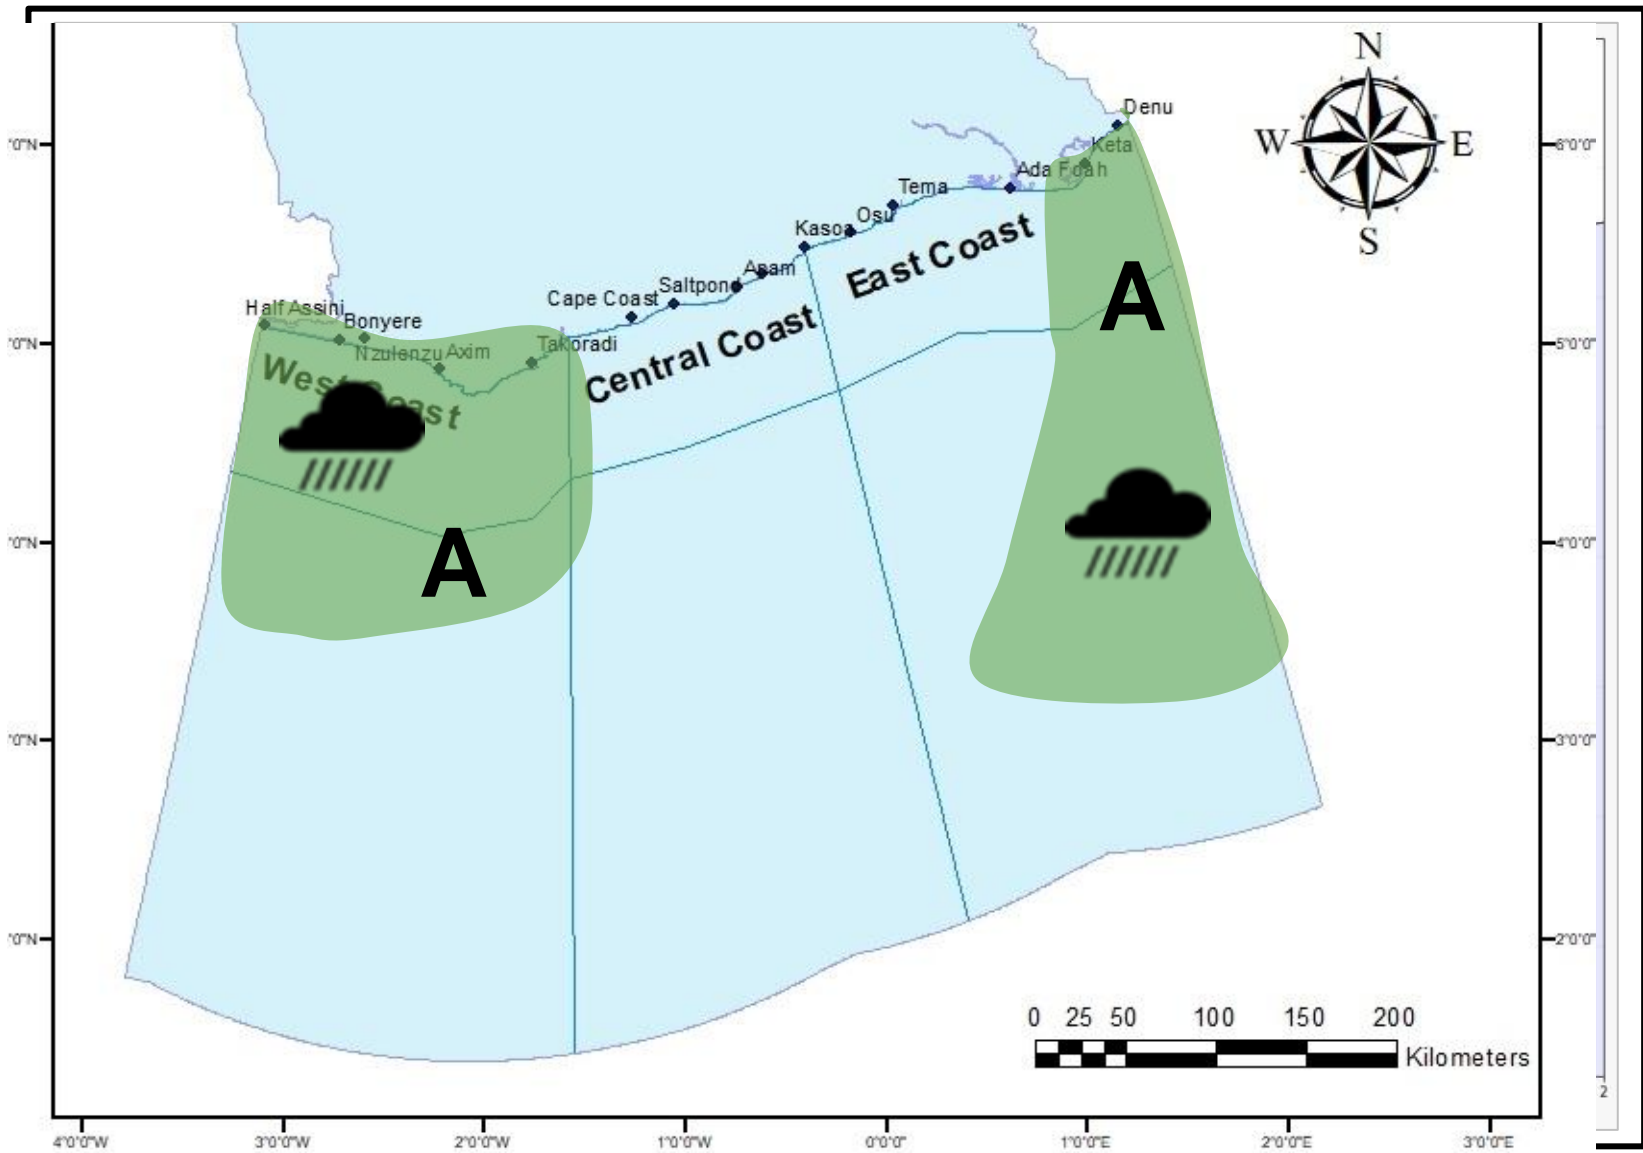 N
W
E
S
Denu
Keta
Ada Foah
Tema
Osu
Kasoa
Apam
Saltpond
Cape Coast
Takoradi
Half Assini
Bonyere
Nzulenzu
Axim
West Coast
Central Coast
East Coast
A
A
6°0'0"
4°0'0"
3°0'0"
2°0'0"
0 25 50 100 150 200
Kilometers
2
4°0'0"W 3°0'0"W 2°0'0"W 1°0'0"W 0°0'0" 1°0'0"E 2°0'0"E 3°0'0"E